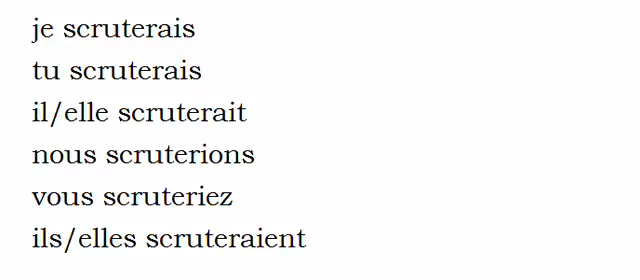 je scruterais
tu scruterais
il/elle scruterait
nous scruterions
vous scruteriez
ils/elles scruteraient